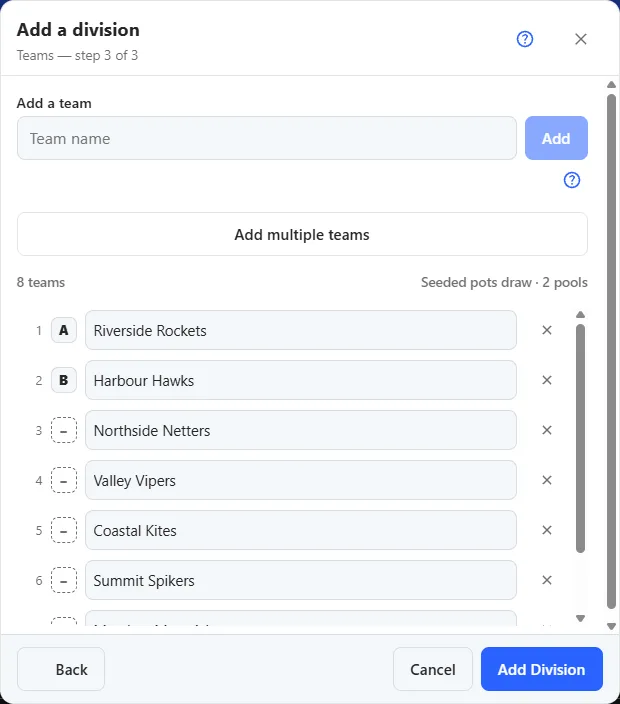 Add a division
Teams — step 3 of 3
Add a team
Team name
Add
Add multiple teams
8 teams
Seeded pots draw · 2 pools
1 A Riverside Rockets
2 B Harbour Hawks
3 – Northside Netters
4 – Valley Vipers
5 – Coastal Kites
6 – Summit Spikers
Back
Cancel
Add Division